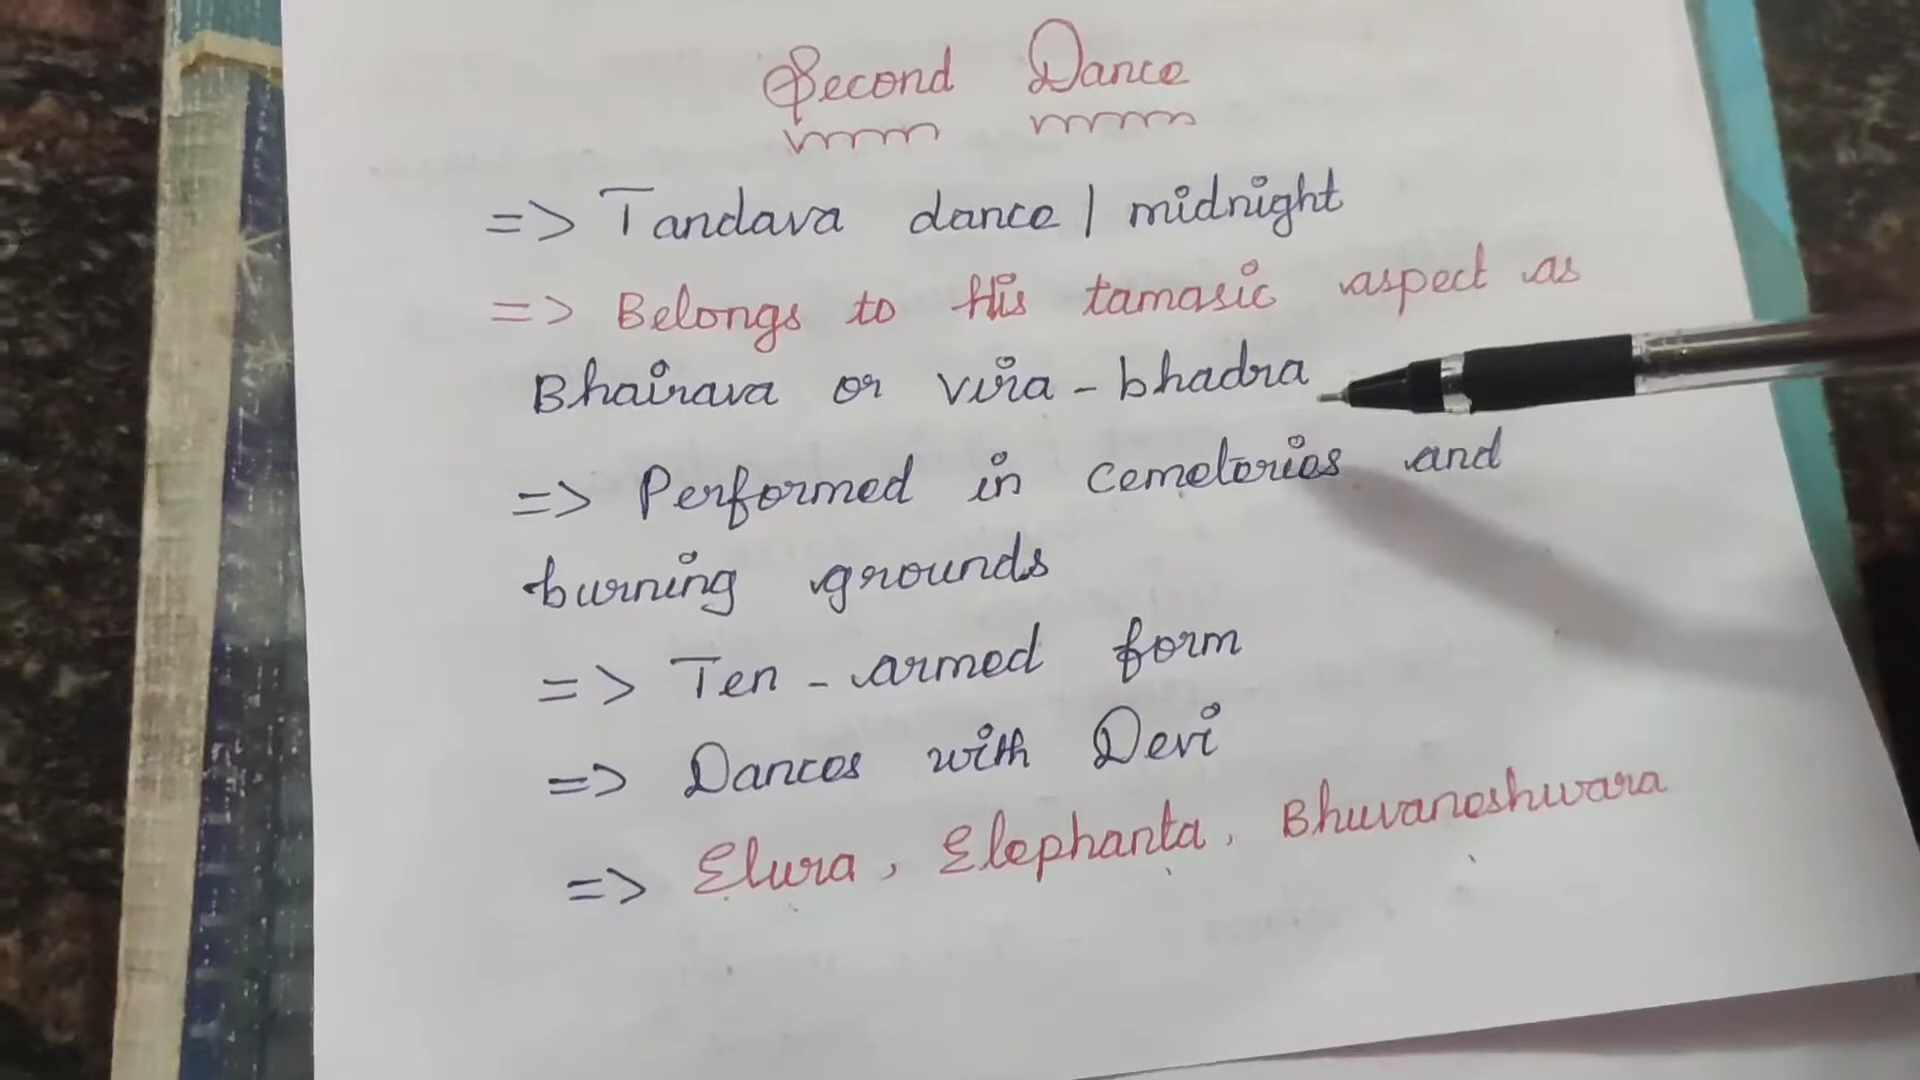 Second Dance
=> Tandava dance / midnight
=> Belongs to His tamasic aspect as
Bhairava or Vira - bhadra
=> Performed in cemeteries and
burning grounds
=> Ten - armed form
=> Dances with Devi
=> Elura, Elephanta, Bhuvaneshwara